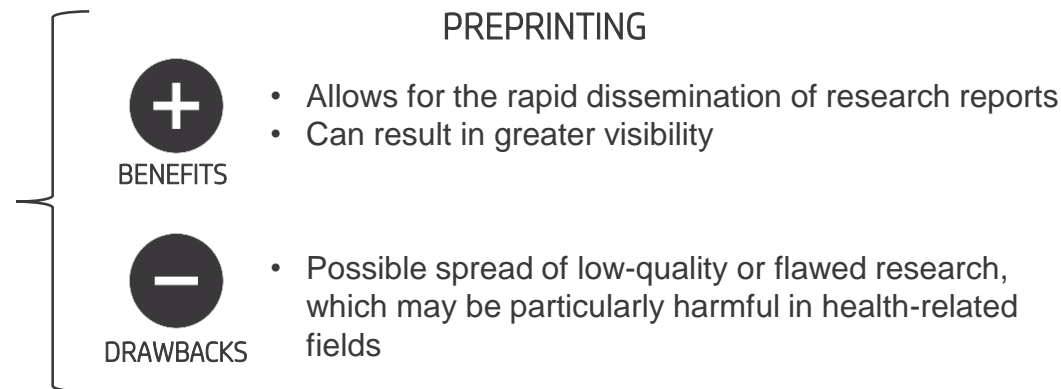 PREPRINTING
• Allows for the rapid dissemination of research reports
• Can result in greater visibility
BENEFITS
• Possible spread of low-quality or flawed research,
which may be particularly harmful in health-related
fields
DRAWBACKS